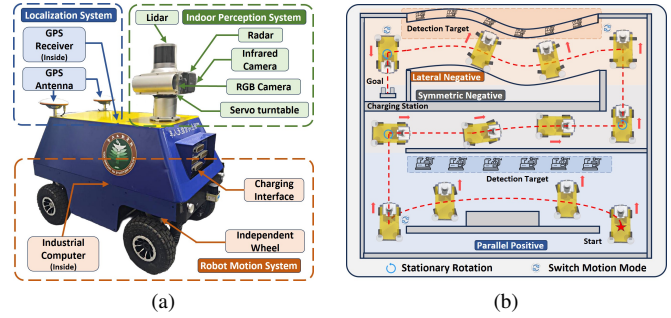 Localization System
Indoor Perception System
GPS
Receiver
(Inside)
GPS
Antenna
Lidar
Radar
Infrared
Camera
RGB Camera
Servo turntable
Charging
Interface
Independent
Wheel
Industrial
Computer
(Inside)
Robot Motion System
(a)
Detection Target
Goal
Lateral Negative
Symmetric Negative
Charging Station
Detection Target
Parallel Positive
Start
Stationary Rotation
Switch Motion Mode
(b)